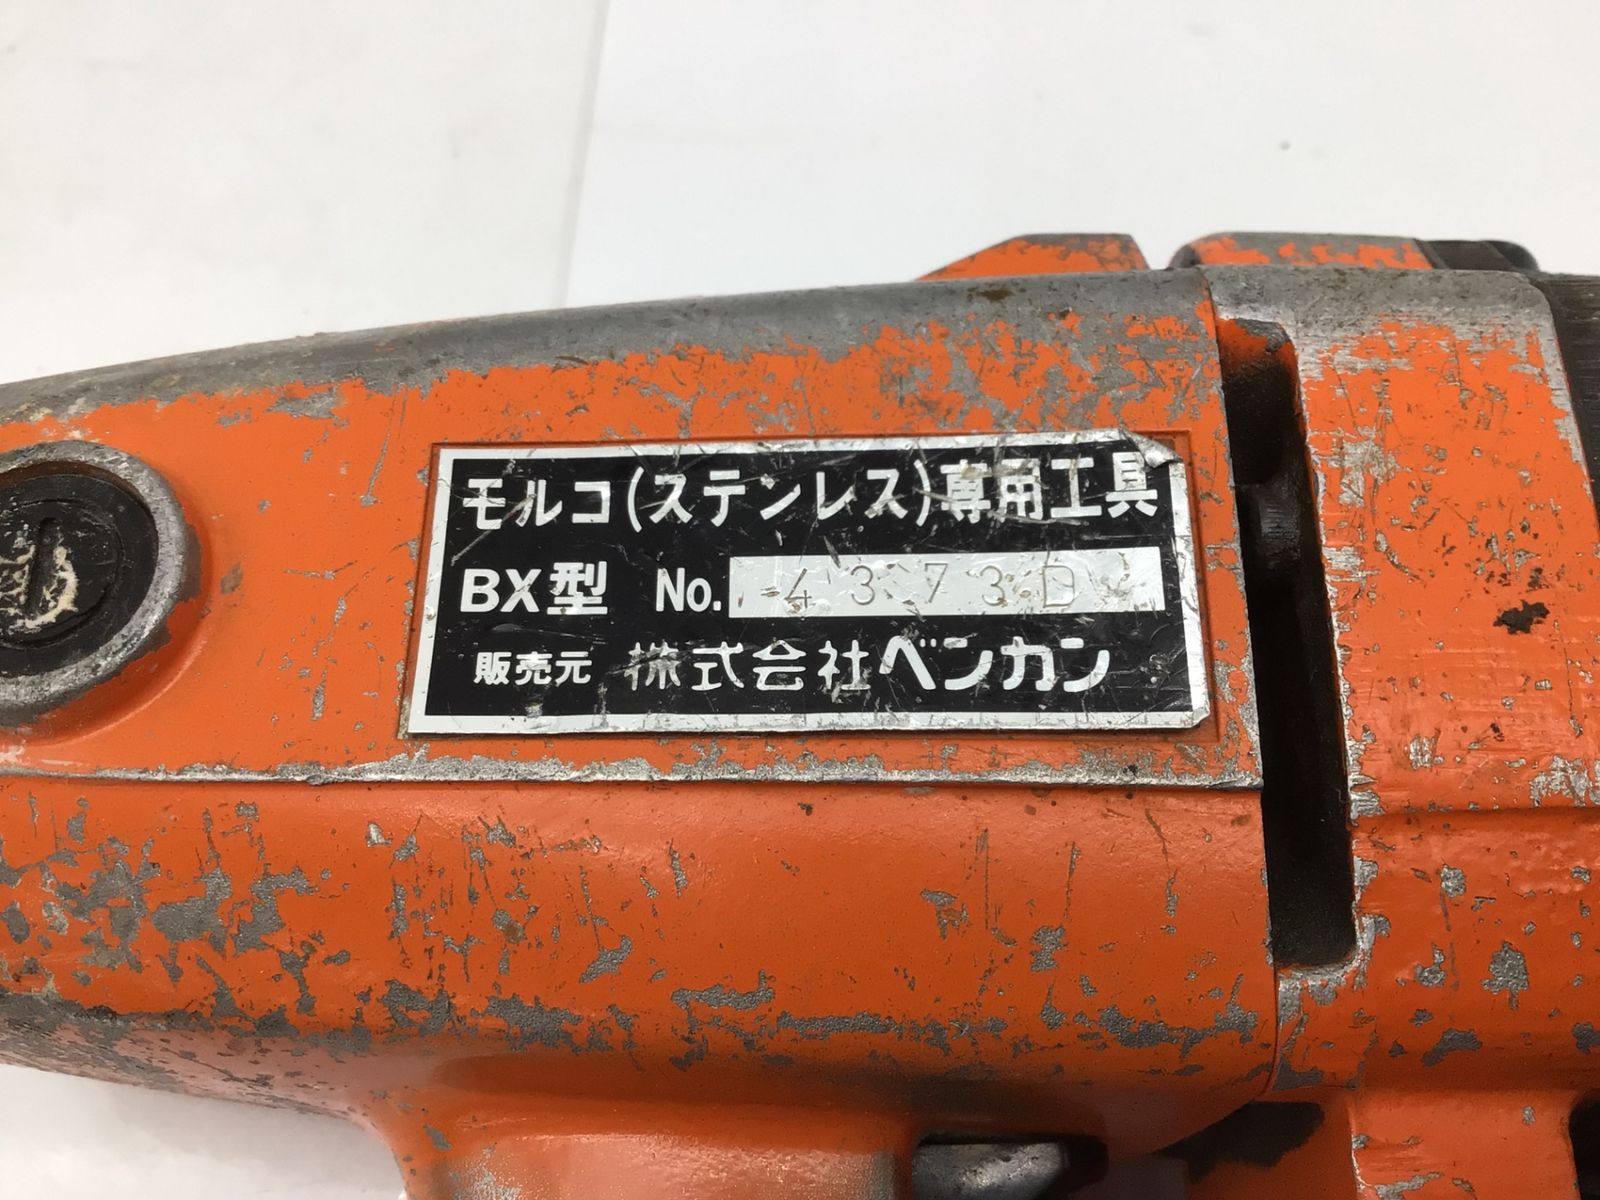 モルコ(ステンレス)専用工具
BX型 No. 4373D
販売元 株式会社ベンカン